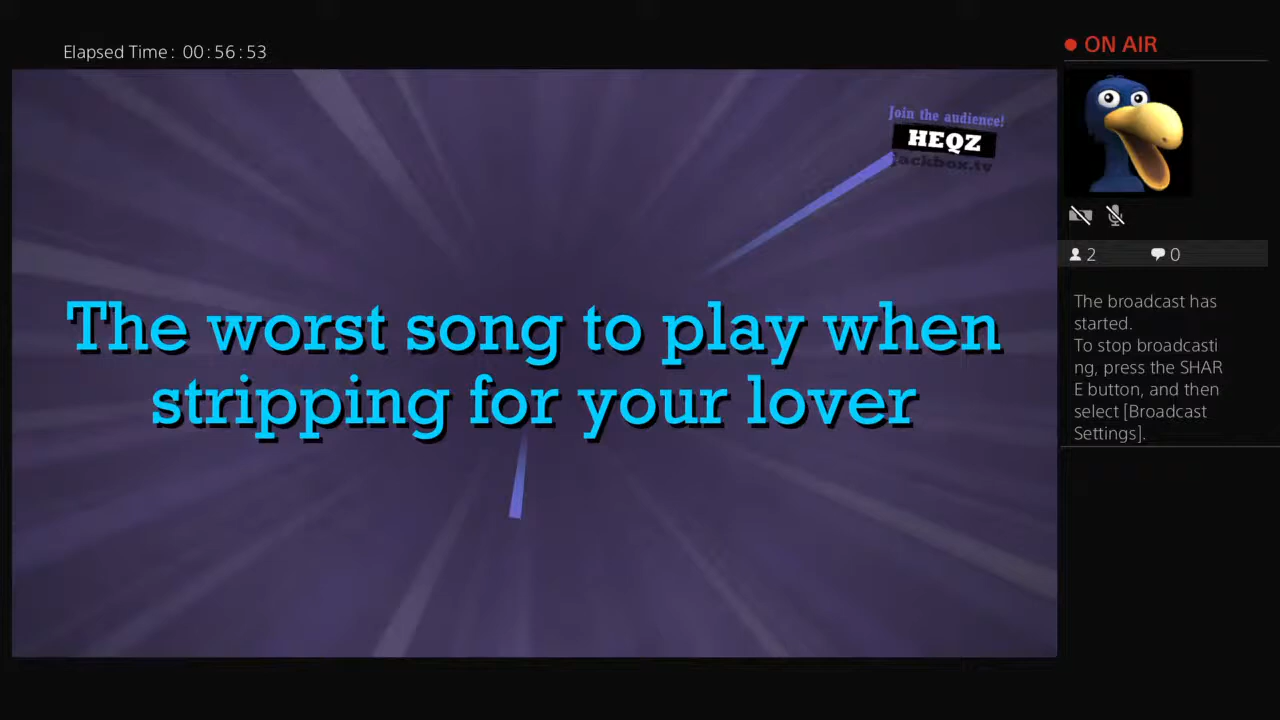 Elapsed Time: 00:56:53
ON AIR
Join the audience!
HEQZ
jackbox.tv
2 0
The worst song to play when
stripping for your lover
The broadcast has
started.
To stop broadcasti
ng, press the SHAR
E button, and then
select [Broadcast
Settings].